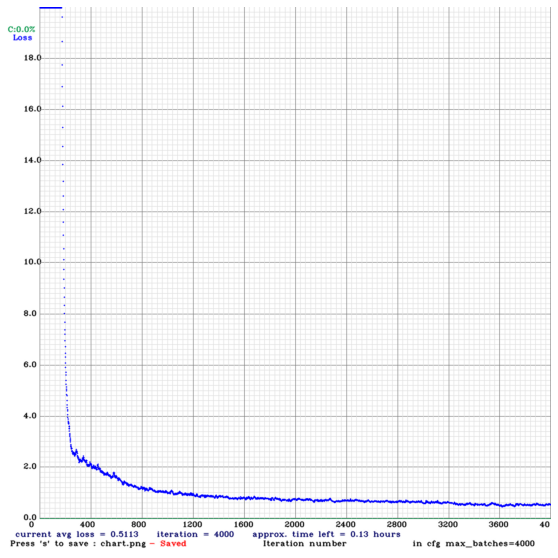 C:0.0%
Loss
18.0
16.0
14.0
12.0
10.0
8.0
6.0
4.0
2.0
0.0
0 400 800 1200 1600 2000 2400 2800 3200 3600 4000
current avg loss = 0.5113 iteration = 4000 approx. time left = 0.13 hours
Press 's' to save : chart.png - Saved Iteration number in cfg max_batches=4000